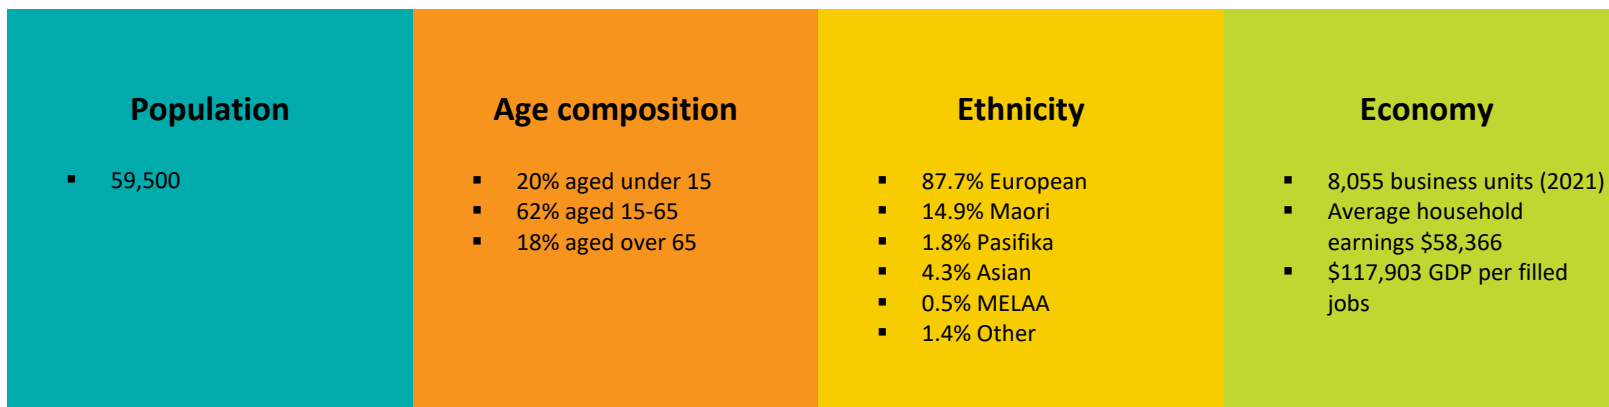 Population
▪ 59,500
Age composition
▪ 20% aged under 15
▪ 62% aged 15-65
▪ 18% aged over 65
Ethnicity
▪ 87.7% European
▪ 14.9% Maori
▪ 1.8% Pasifika
▪ 4.3% Asian
▪ 0.5% MELAA
▪ 1.4% Other
Economy
▪ 8,055 business units (2021)
▪ Average household
earnings $58,366
▪ $117,903 GDP per filled
jobs